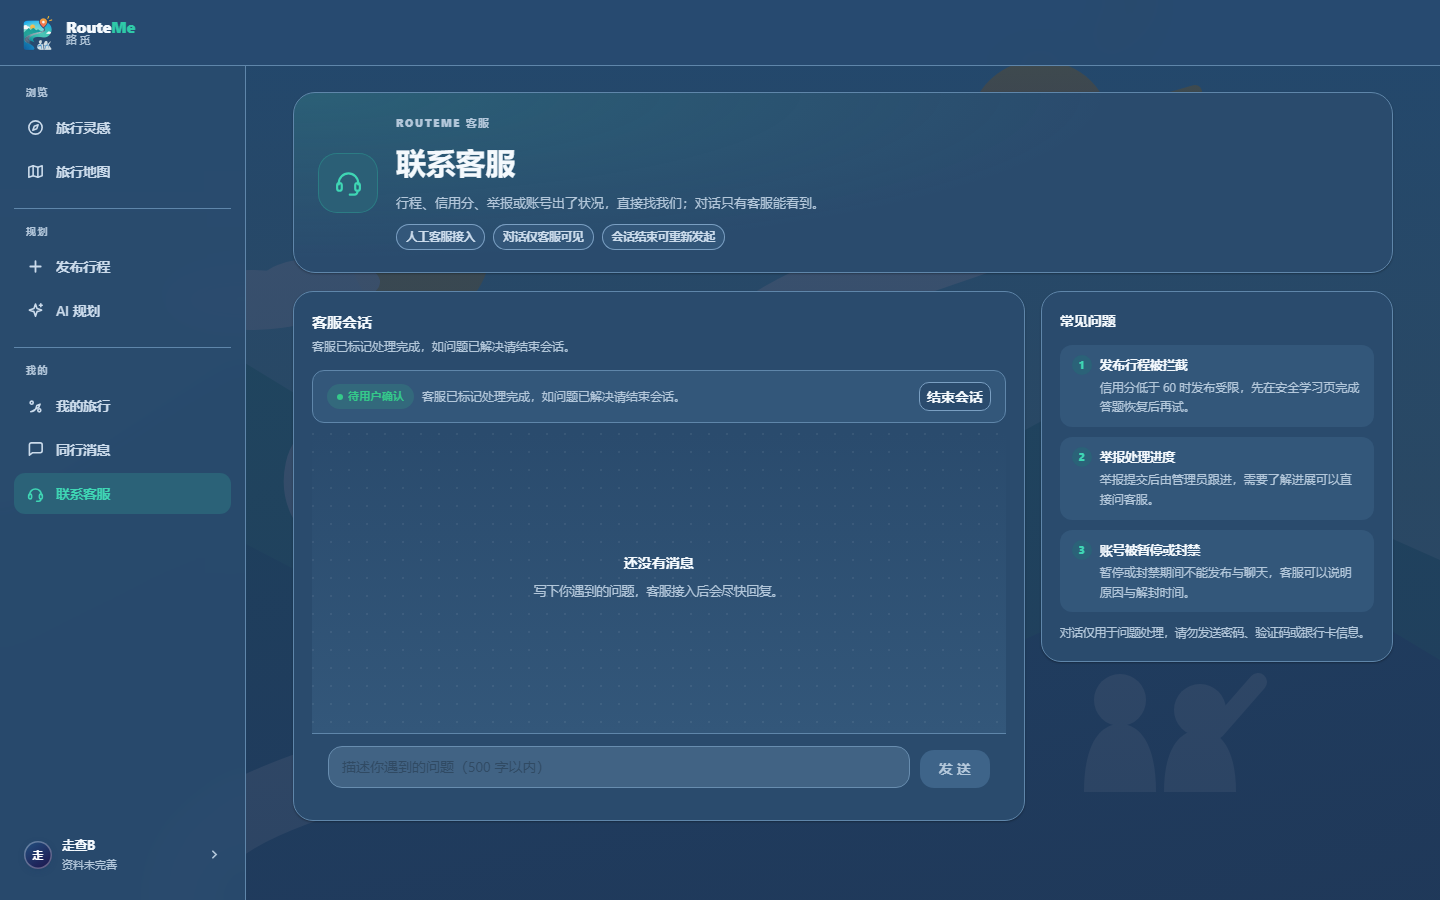 RouteMe
路觅
浏览
旅行灵感
旅行地图
规划
发布行程
AI 规划
我的
我的旅行
同行消息
联系客服
走查B
资料未完善
走
ROUTEME 客服
联系客服
行程、信用分、举报或账号出了状况，直接找我们；对话只有客服能看到。
人工客服接入
对话仅客服可见
会话结束可重新发起
客服会话
客服已标记处理完成，如问题已解决请结束会话。
待用户确认
客服已标记处理完成，如问题已解决请结束会话。
结束会话
还没有消息
写下你遇到的问题，客服接入后会尽快回复。
描述你遇到的问题（500 字以内）
发 送
常见问题
1
发布行程被拦截
信用分低于 60 时发布受限，先在安全学习页完成
答题恢复后再试。
2
举报处理进度
举报提交后由管理员跟进，需要了解进展可以直
接问客服。
3
账号被暂停或封禁
暂停或封禁期间不能发布与聊天，客服可以说明
原因与解封时间。
对话仅用于问题处理，请勿发送密码、验证码或银行卡信息。